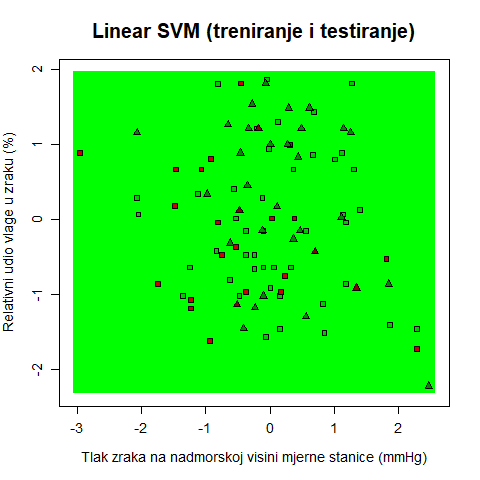 Linear SVM (treniranje i testiranje)
Relativni udio vlage u zraku (%)
2
1
0
-1
-2
-3 -2 -1 0 1 2
Tlak zraka na nadmorskoj visini mjerne stanice (mmHg)